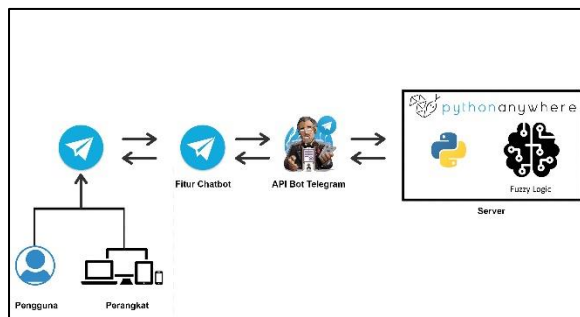 pythonanywhere
Fuzzy Logic
Fitur Chatbot
API Bot Telegram
Server
Pengguna
Perangkat